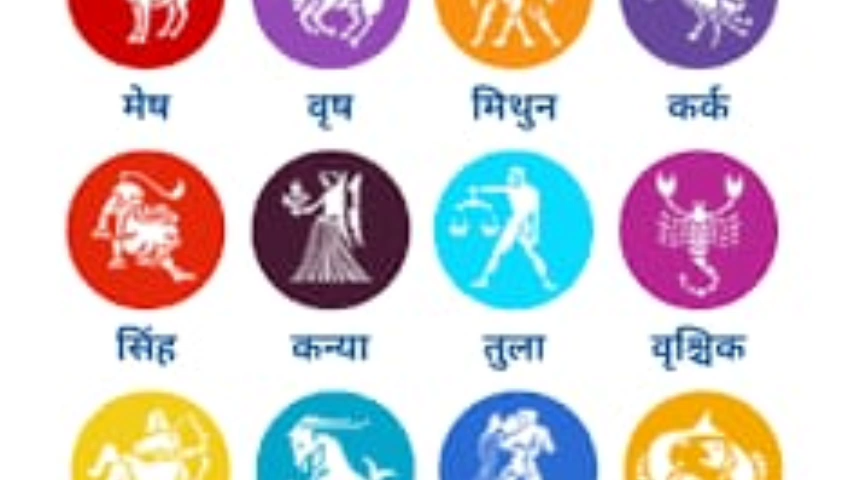 मेष वृष मिथुन कर्क
सिंह कन्या तुला वृश्चिक